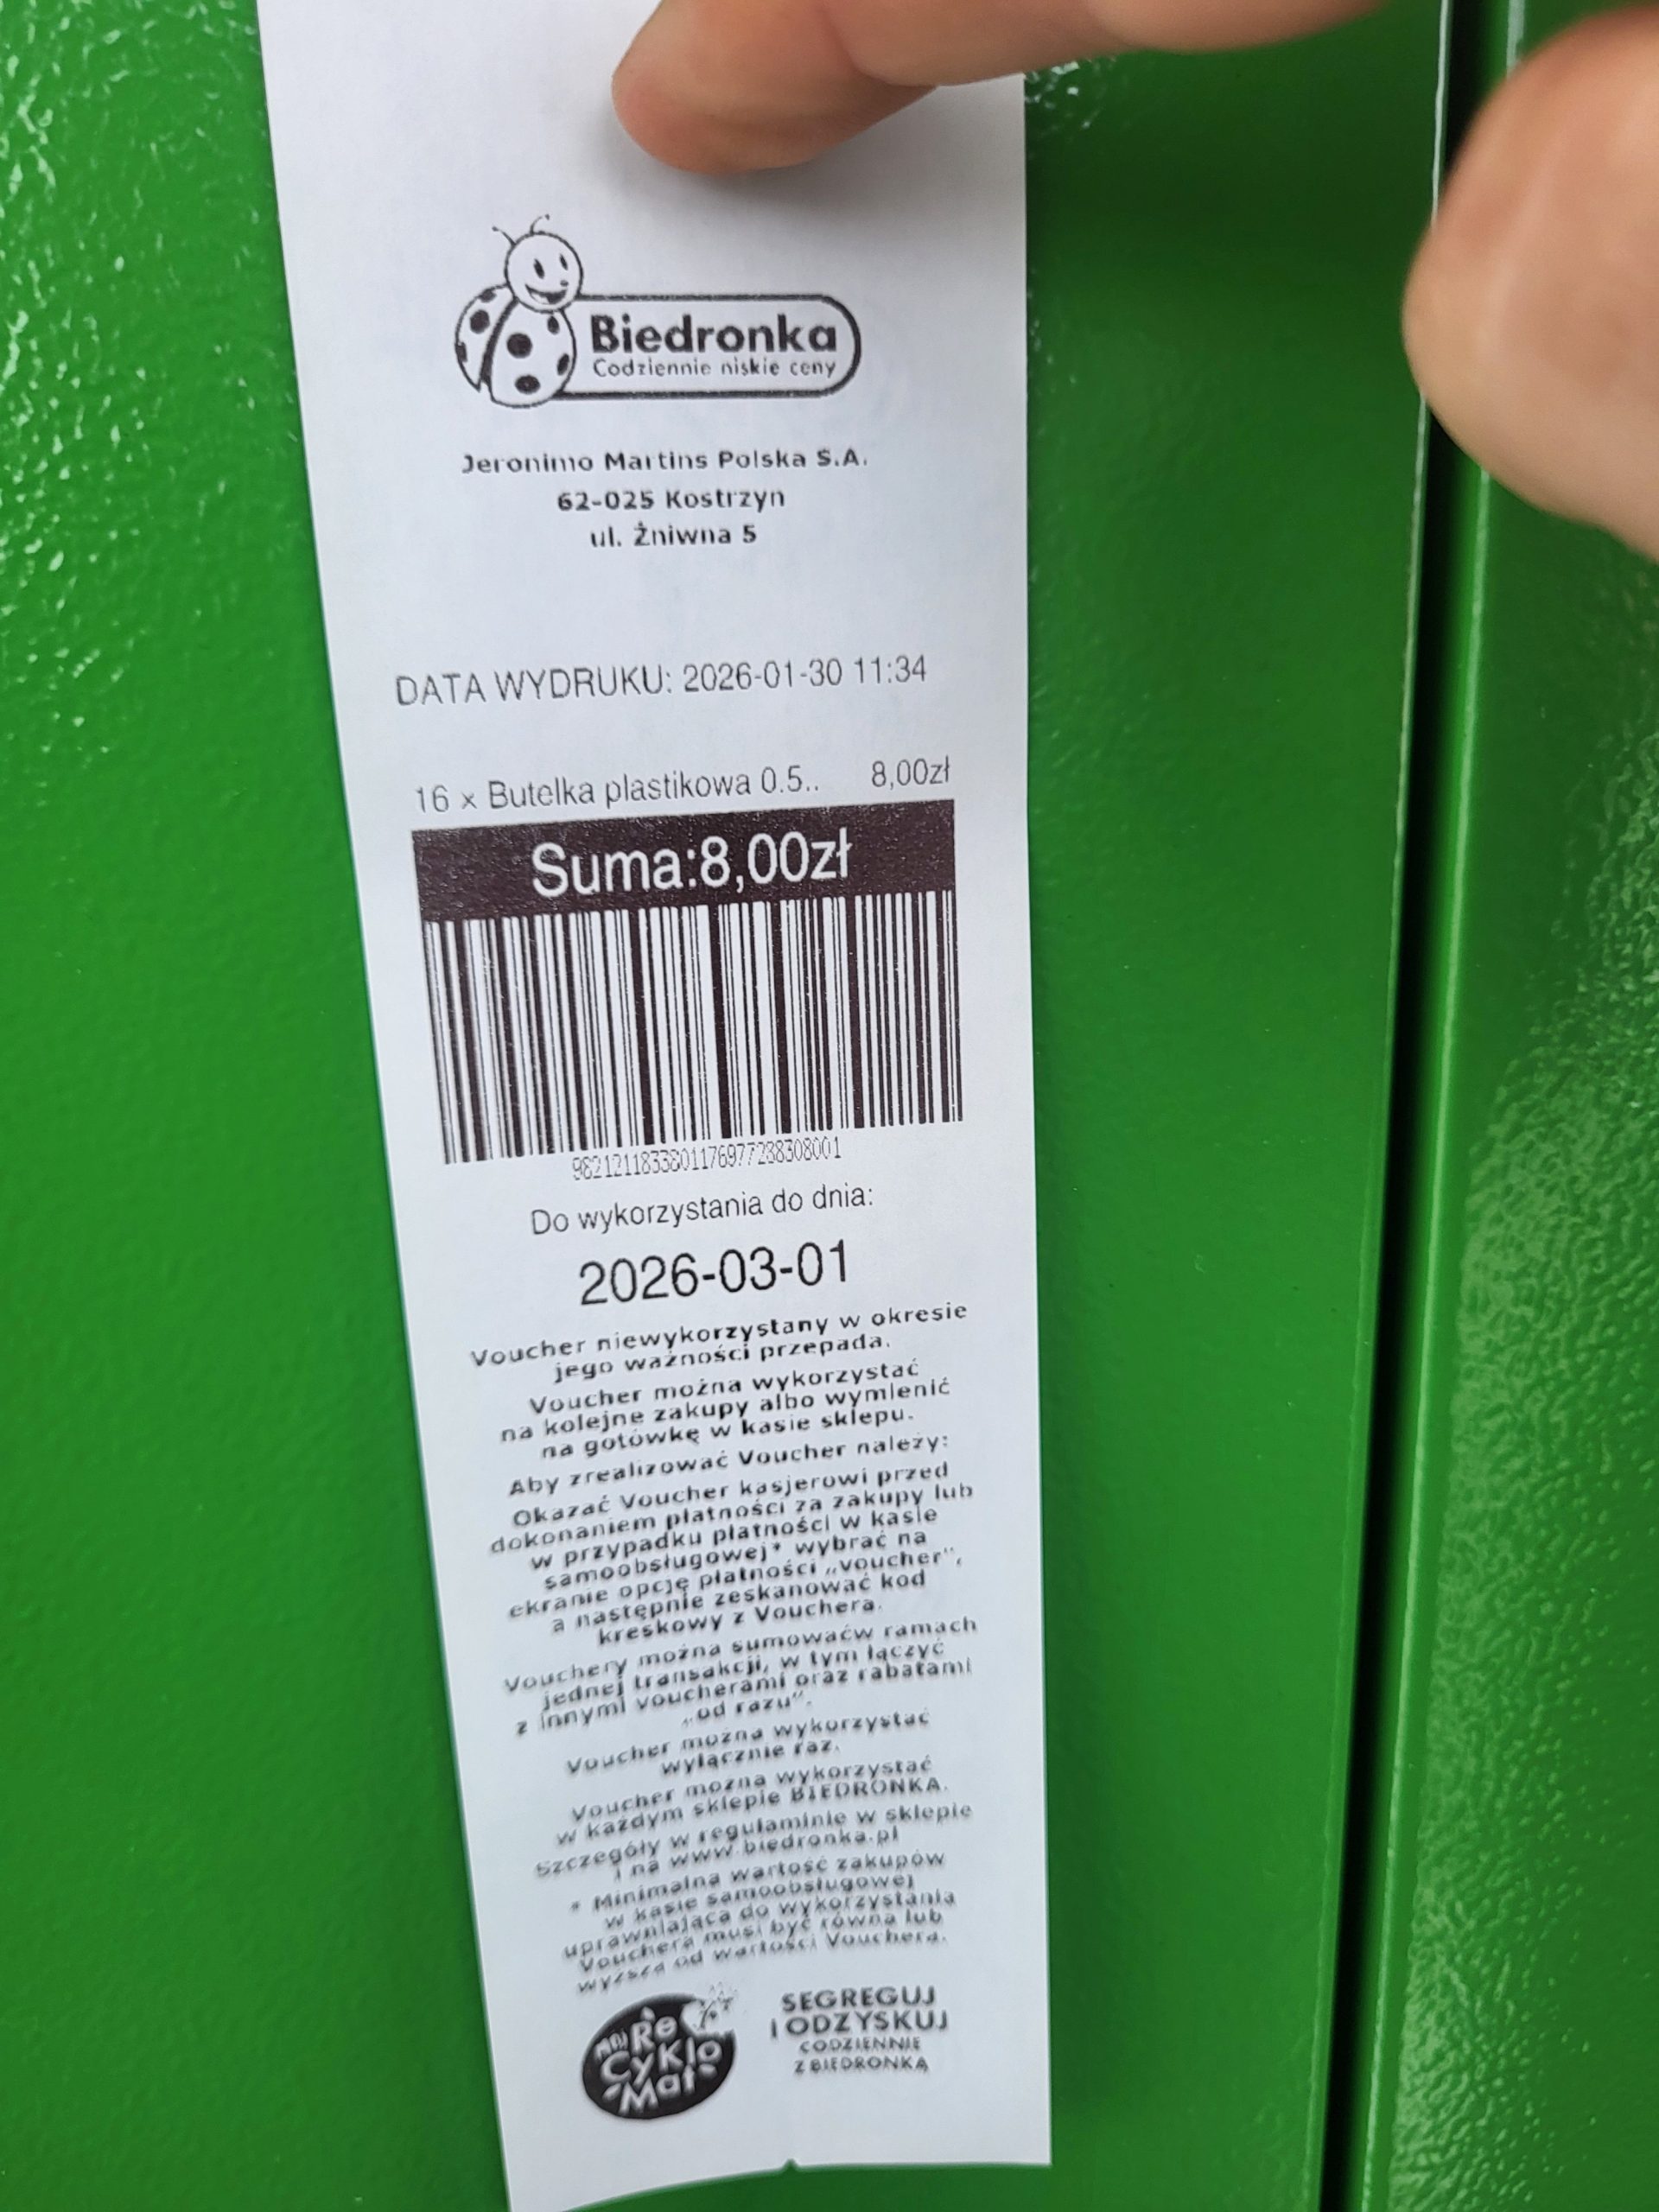 Biedronka
Codziennie niskie ceny
Jeronimo Martins Polska S.A.
62-025 Kostrzyn
ul. Żniwna 5
DATA WYDRUKU: 2026-01-30 11:34
16 x Butelka plastikowa 0.5.. 8,00zł
Suma:8,00zł
Do wykorzystania do dnia:
2026-03-01
Voucher niewykorzystany w okresie
jego ważności przepada.
Voucher można wykorzystać
na kolejne zakupy albo wymienić
na gotówkę w kasie sklepu.
Aby zrealizować Voucher należy:
Okazać Voucher kasjerowi przed
dokonaniem płatności za zakupy lub
w przypadku płatności w kasie
samoobsługowej* wybrać na
ekranie opcję płatności „voucher",
a następnie zeskanować kod
kreskowy z Vouchera.
Vouchery można sumowaćw ramach
jednej transakcji, w tym łączyć
z innymi voucherami oraz rabatami
„od razu".
Voucher można wykorzystać
wyłącznie raz.
Voucher można wykorzystać
w każdym sklepie BIEDRONKA.
Szczegóły w regulaminie w sklepie
i na www.biedronka.pl
* Minimalna wartość zakupów
w kasie samoobsługowej
uprawniająca do wykorzystania
Vouchera musi być równa lub
wyższa od wartości Vouchera.
Re
Cyklo
Mat
SEGREGUJ
I ODZYSKUJ
CODZIENNIE
Z BIEDRONKĄ